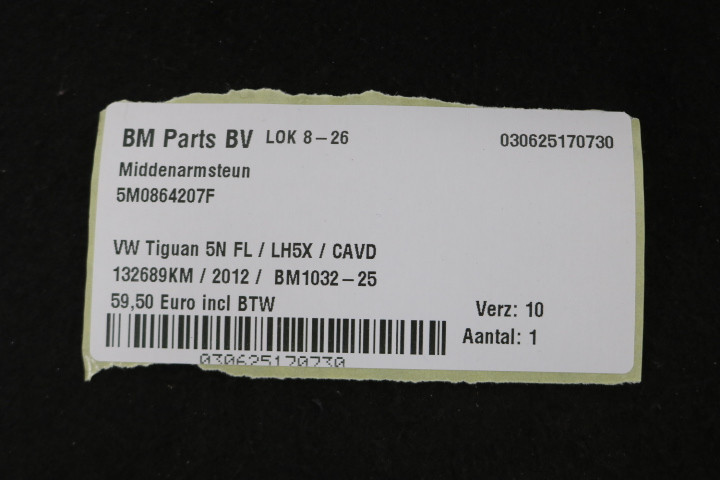 BM Parts BV LOK 8-26 030625170730
Middenarmsteun
5M0864207F
VW Tiguan 5N FL / LH5X / CAVD
132689KM / 2012 / BM1032-25
59,50 Euro incl BTW
Verz: 10
Aantal: 1
030625170730